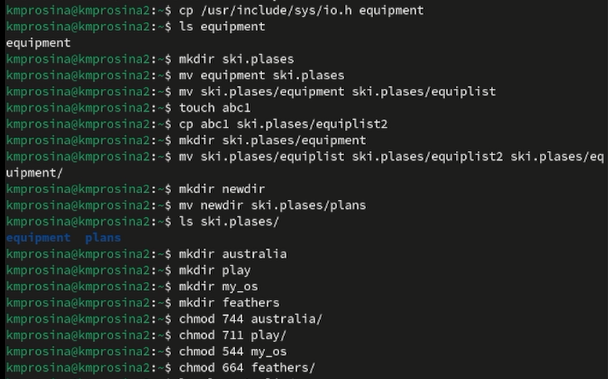 kmprosina@kmprosina2:~$ cp /usr/include/sys/io.h equipment
kmprosina@kmprosina2:~$ ls equipment
equipment
kmprosina@kmprosina2:~$ mkdir ski.plases
kmprosina@kmprosina2:~$ mv equipment ski.plases
kmprosina@kmprosina2:~$ mv ski.plases/equipment ski.plases/equiplist
kmprosina@kmprosina2:~$ touch abc1
kmprosina@kmprosina2:~$ cp abc1 ski.plases/equiplist2
kmprosina@kmprosina2:~$ mkdir ski.plases/equipment
kmprosina@kmprosina2:~$ mv ski.plases/equiplist ski.plases/equiplist2 ski.plases/eq
uipment/
kmprosina@kmprosina2:~$ mkdir newdir
kmprosina@kmprosina2:~$ mv newdir ski.plases/plans
kmprosina@kmprosina2:~$ ls ski.plases/
equipment plans
kmprosina@kmprosina2:~$ mkdir australia
kmprosina@kmprosina2:~$ mkdir play
kmprosina@kmprosina2:~$ mkdir my_os
kmprosina@kmprosina2:~$ mkdir feathers
kmprosina@kmprosina2:~$ chmod 744 australia/
kmprosina@kmprosina2:~$ chmod 711 play/
kmprosina@kmprosina2:~$ chmod 544 my_os
kmprosina@kmprosina2:~$ chmod 664 feathers/